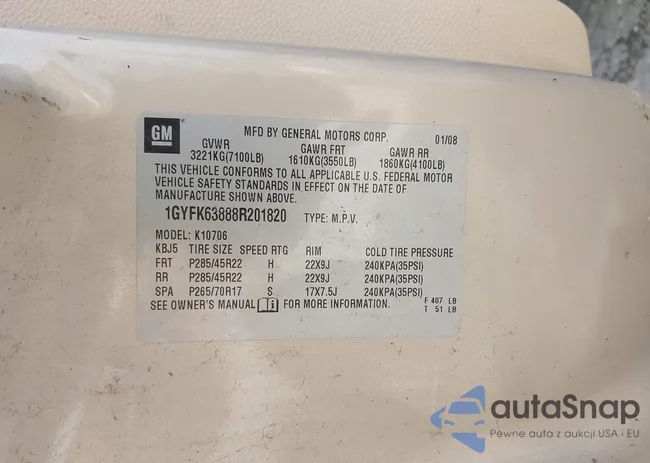 GM
MFD BY GENERAL MOTORS CORP. 01/08
GVWR GAWR FRT GAWR RR
3221KG(7100LB) 1610KG(3550LB) 1860KG(4100LB)
THIS VEHICLE CONFORMS TO ALL APPLICABLE U.S. FEDERAL MOTOR
VEHICLE SAFETY STANDARDS IN EFFECT ON THE DATE OF
MANUFACTURE SHOWN ABOVE.
1GYFK63888R201820 TYPE: M.P.V.
MODEL: K10706
KBJ5 TIRE SIZE SPEED RTG RIM COLD TIRE PRESSURE
FRT P285/45R22 H 22X9J 240KPA(35PSI)
RR P285/45R22 H 22X9J 240KPA(35PSI)
SPA P265/70R17 S 17X7.5J 240KPA(35PSI)
SEE OWNER'S MANUAL FOR MORE INFORMATION.
F 407 LB
T 51 LB
autaSnap
Pewne auta z aukcji USA i EU